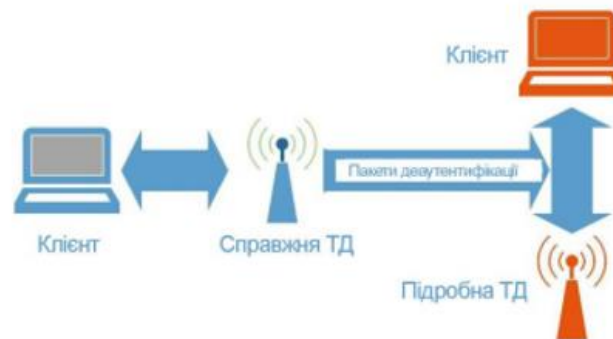 Клієнт
Пакети деаутентифікації
Клієнт
Справжня ТД
Підробна ТД